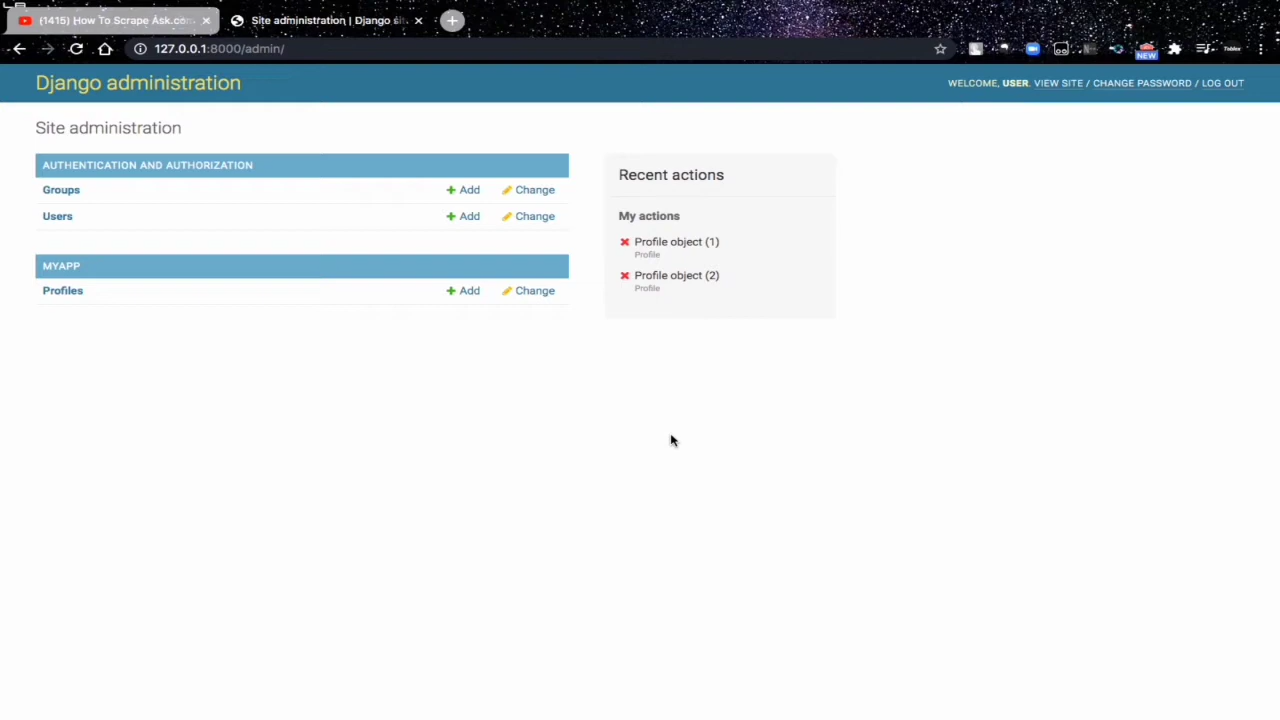 (1415) How To Scrape Ask.com
Site administration | Django sit
127.0.0.1:8000/admin/
NEW
Django administration
WELCOME, USER. VIEW SITE / CHANGE PASSWORD / LOG OUT
Site administration
AUTHENTICATION AND AUTHORIZATION
Groups Add Change
Users Add Change
MYAPP
Profiles Add Change
Recent actions
My actions
Profile object (1)
Profile
Profile object (2)
Profile